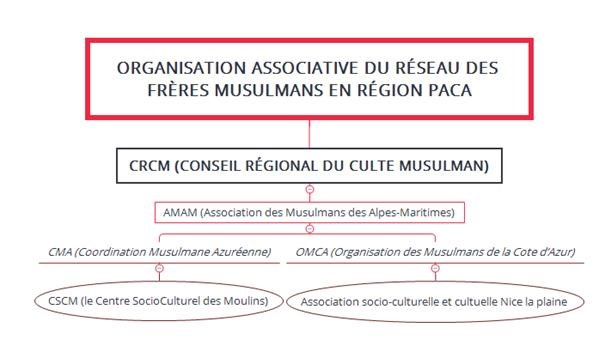 ORGANISATION ASSOCIATIVE DU RÉSEAU DES
FRÈRES MUSULMANS EN RÉGION PACA
CRCM (CONSEIL RÉGIONAL DU CULTE MUSULMAN)
AMAM (Association des Musulmans des Alpes-Maritimes)
CMA (Coordination Musulmane Azuréenne)
OMCA (Organisation des Musulmans de la Cote d'Azur)
CSCM (le Centre SocioCulturel des Moulins)
Association socio-culturelle et cultuelle Nice la plaine